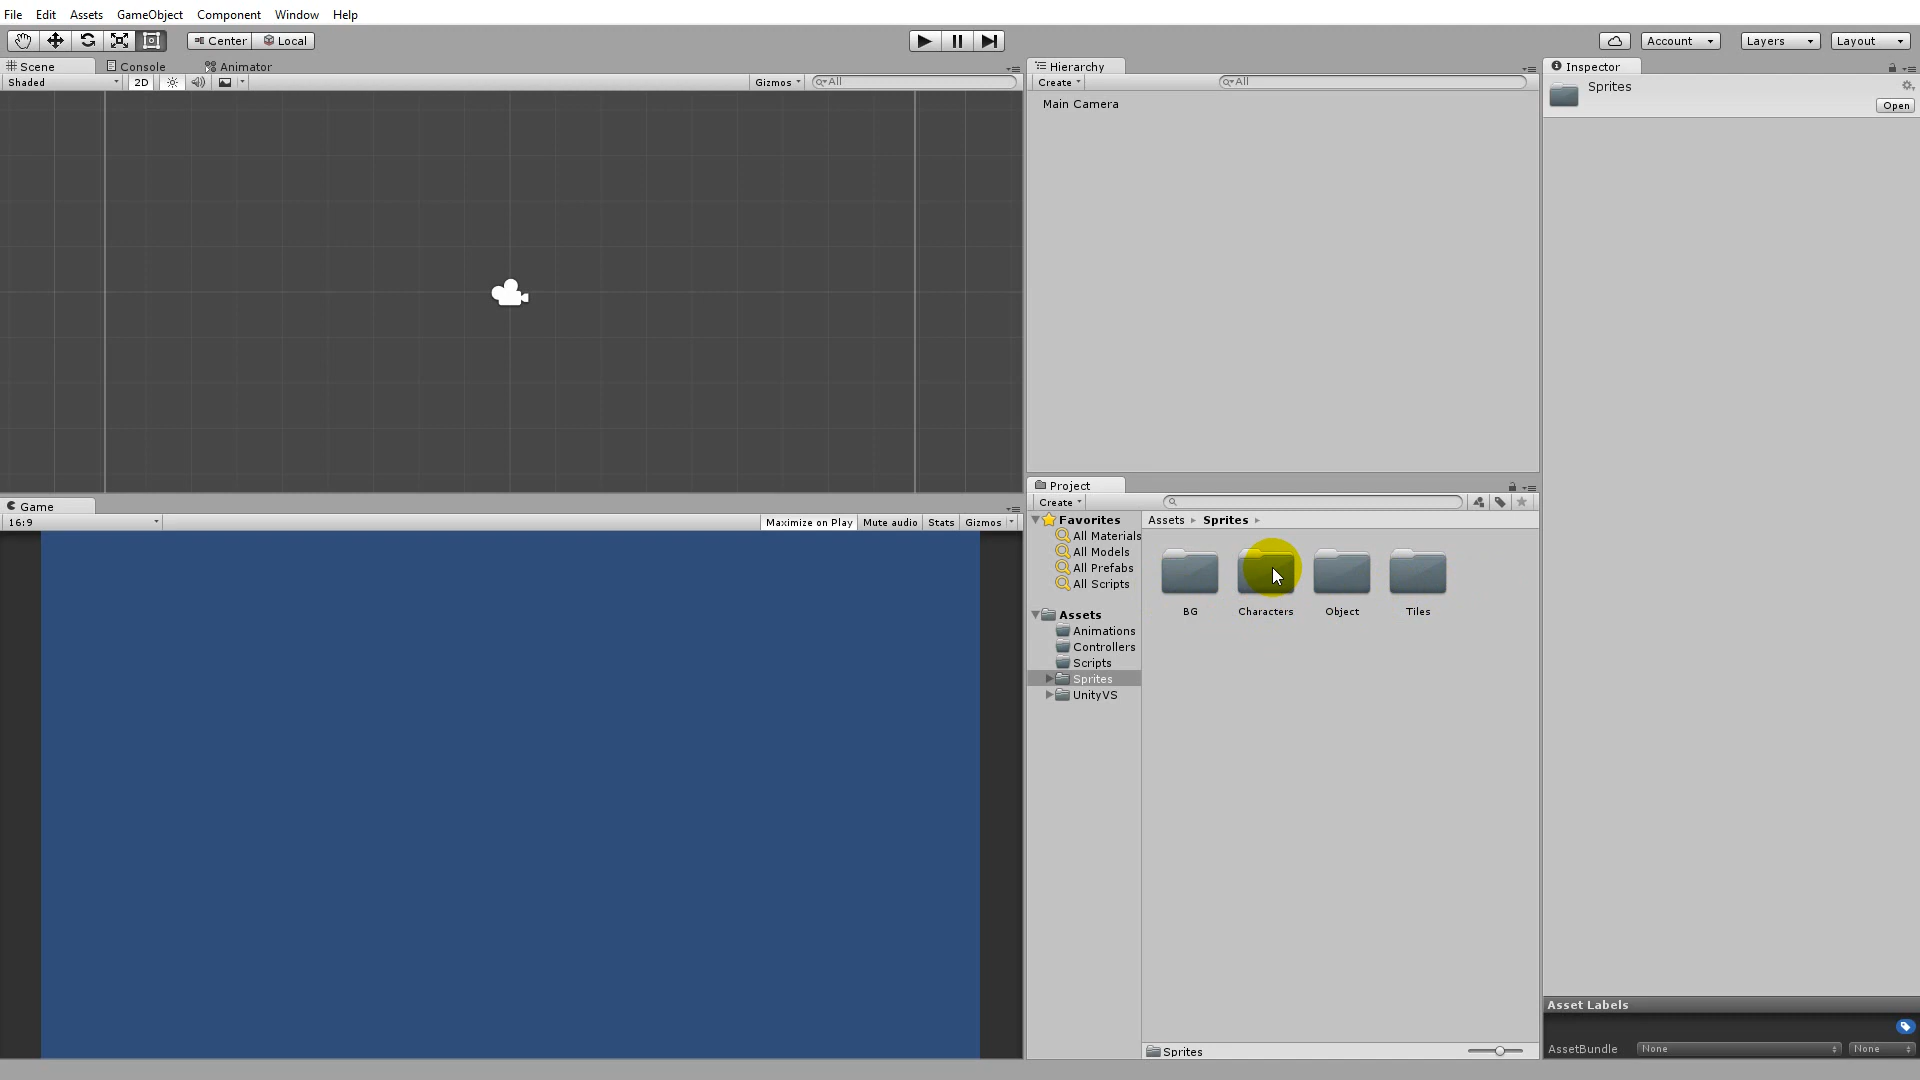 File Edit Assets GameObject Component Window Help
Center Local Account Layers Layout
Scene Console Animator
Shaded 2D Gizmos All
Hierarchy
Create All
Main Camera
Inspector
Sprites
Open
Game
16:9 Maximize on Play Mute audio Stats Gizmos
Project
Create
Favorites
All Materials
All Models
All Prefabs
All Scripts
Assets
Animations
Controllers
Scripts
Sprites
UnityVS
Assets Sprites
BG Characters Object Tiles
Sprites
Asset Labels
AssetBundle None None